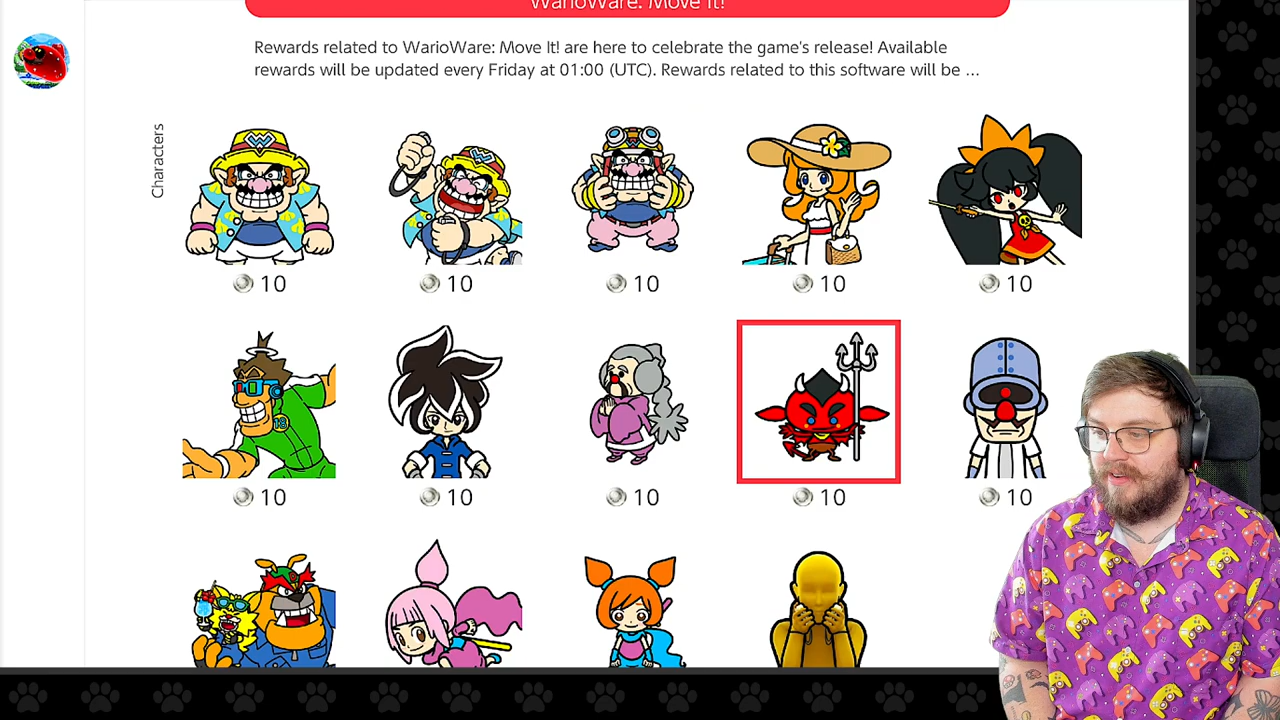 WarioWare: Move It!
Rewards related to WarioWare: Move It! are here to celebrate the game's release! Available
rewards will be updated every Friday at 01:00 (UTC). Rewards related to this software will be ...
Characters
10
10
10
10
10
18
10
10
10
10
10